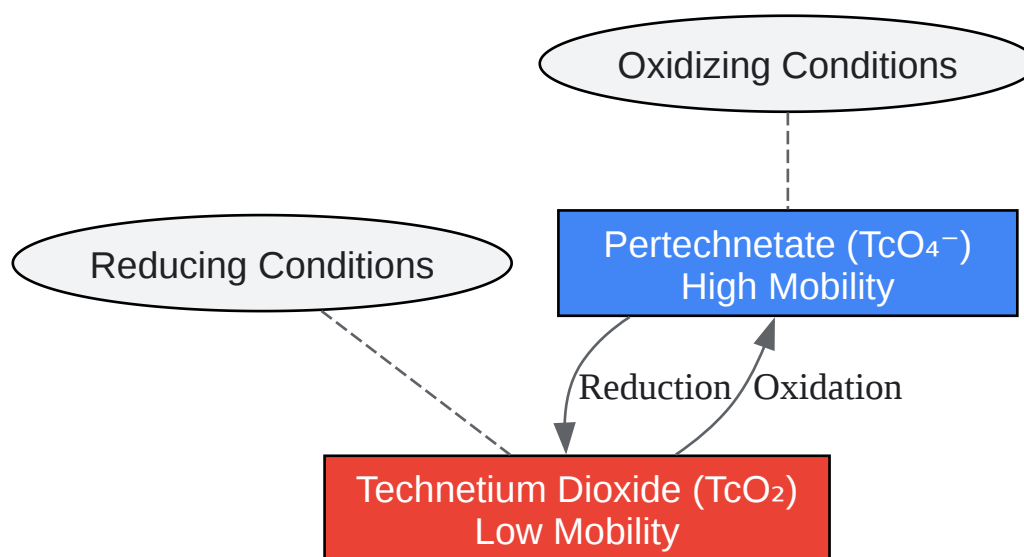 Oxidizing Conditions
Pertechnetate (TcO₄⁻)
High Mobility
Reducing Conditions
Reduction
Oxidation
Technetium Dioxide (TcO₂)
Low Mobility